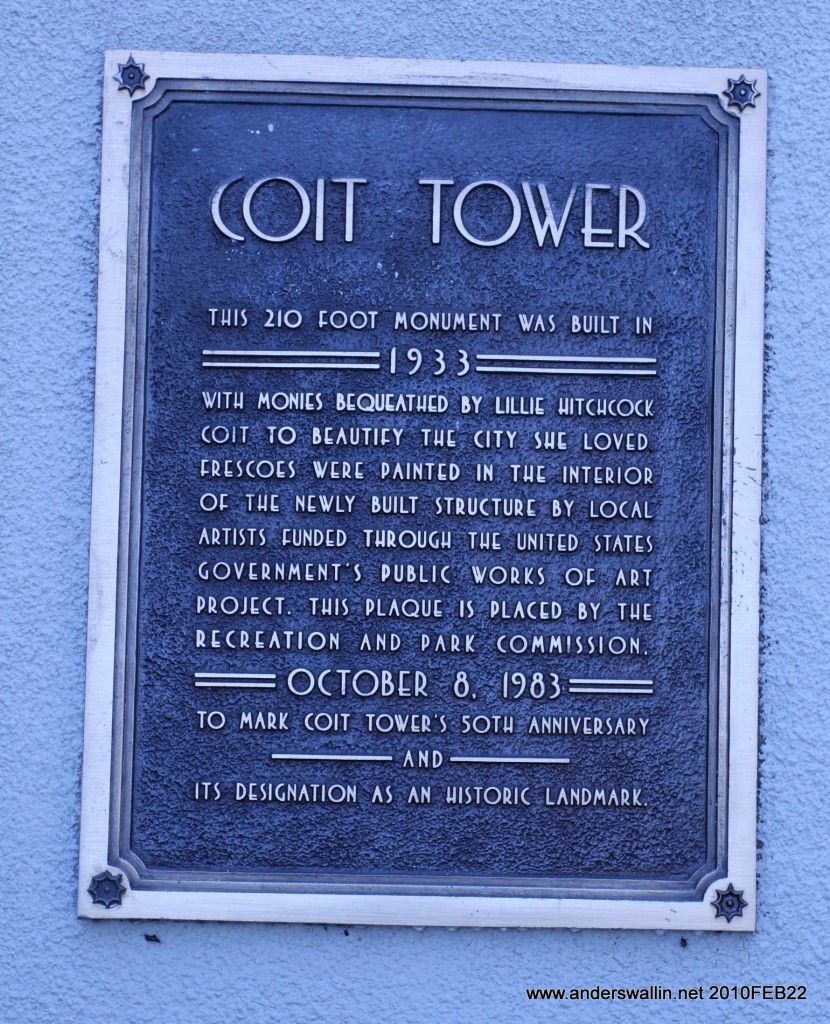 COIT TOWER
THIS 210 FOOT MONUMENT WAS BUILT IN
1933
WITH MONIES BEQUEATHED BY LILLIE HITCHCOCK
COIT TO BEAUTIFY THE CITY SHE LOVED
FRESCOES WERE PAINTED IN THE INTERIOR
OF THE NEWLY BUILT STRUCTURE BY LOCAL
ARTISTS FUNDED THROUGH THE UNITED STATES
GOVERNMENT'S PUBLIC WORKS OF ART
PROJECT. THIS PLAQUE IS PLACED BY THE
RECREATION AND PARK COMMISSION.
OCTOBER 8, 1983
TO MARK COIT TOWER'S 50TH ANNIVERSARY
AND
ITS DESIGNATION AS AN HISTORIC LANDMARK.
www.anderswallin.net 2010FEB22